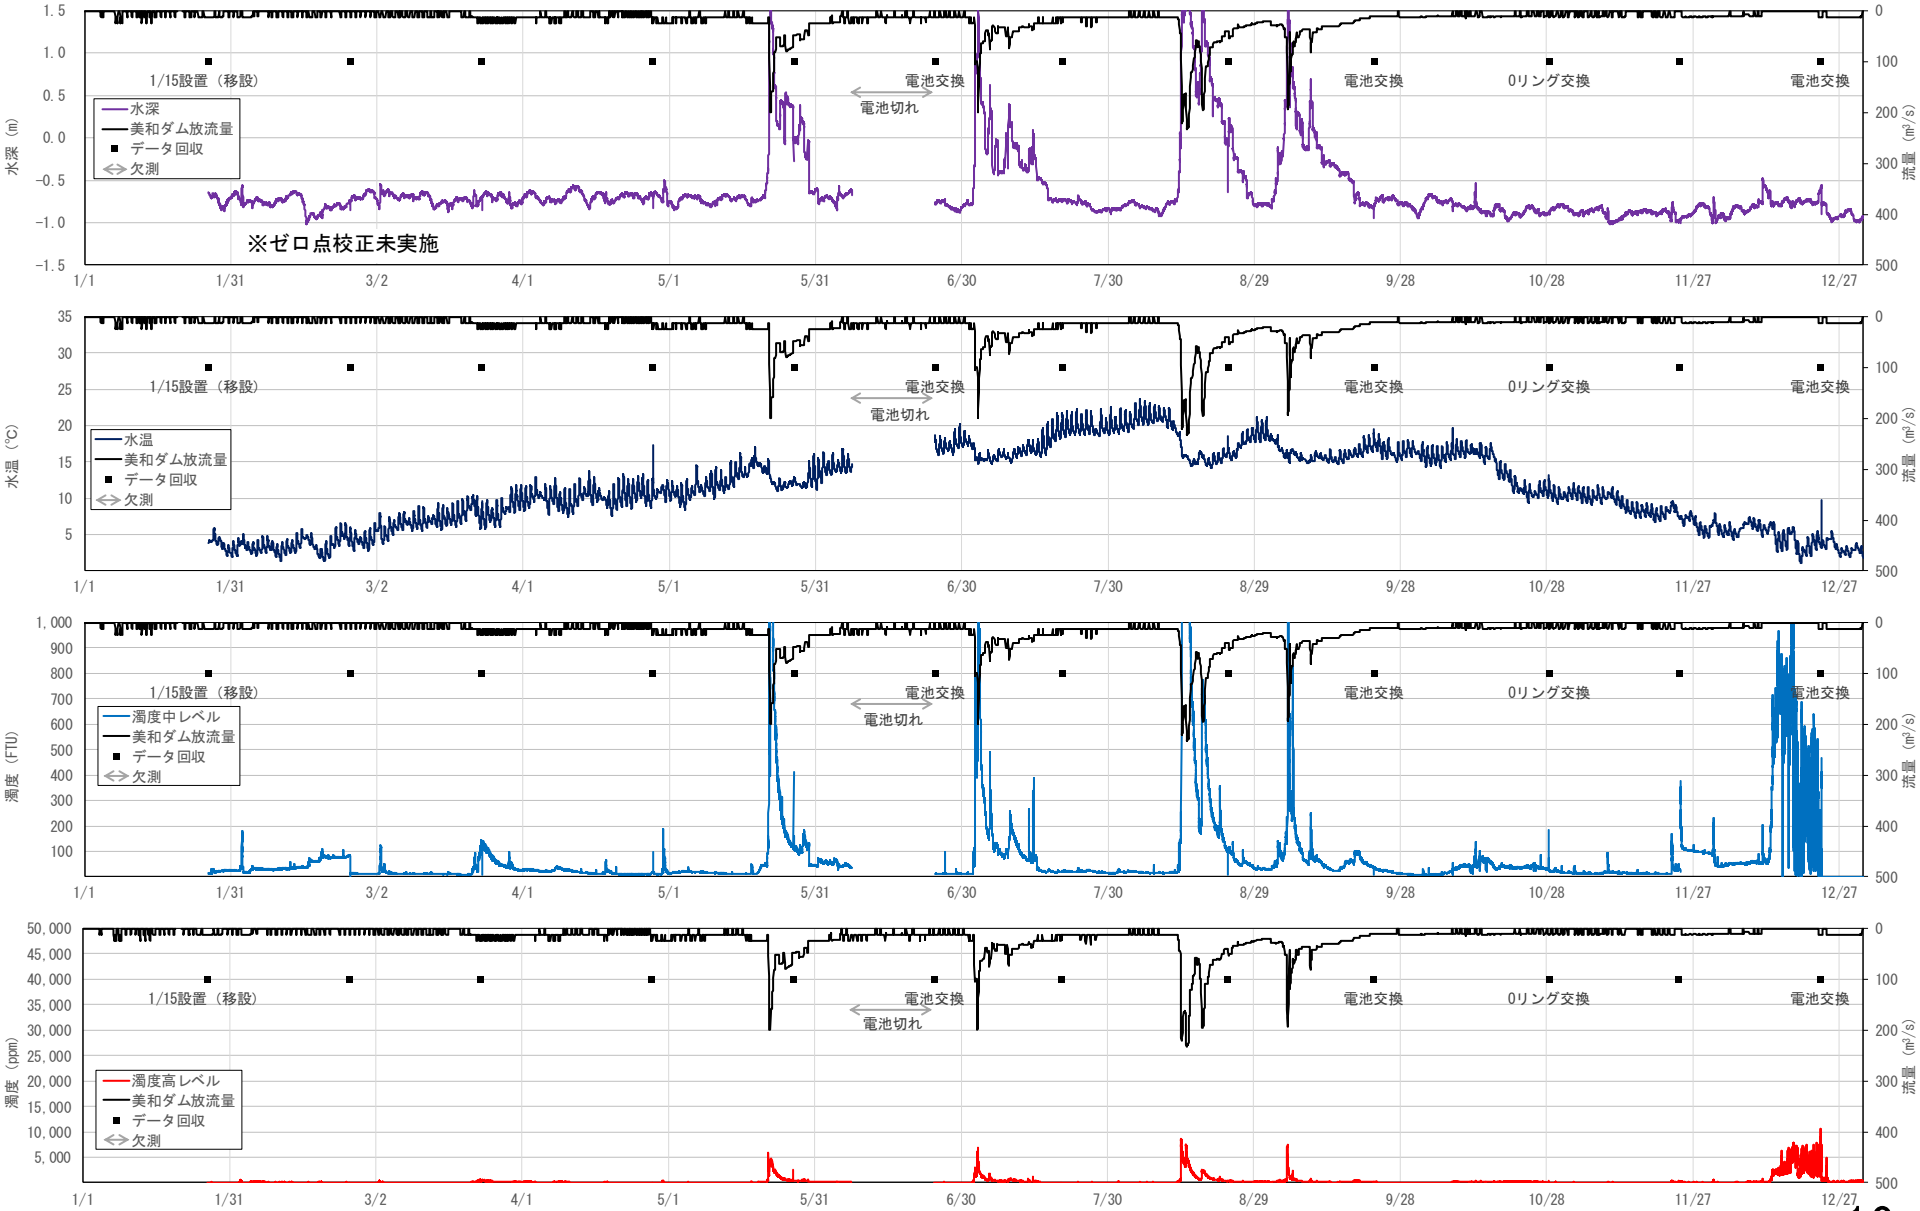 1.5
1.0
0.5
0.0
-0.5
-1.0
-1.5
水深 (m)
0
100
200
300
400
500
流量 (m³/s)
1/15設置（移設）
電池交換
電池切れ
電池交換
Oリング交換
電池交換
水深
美和ダム放流量
データ回収
欠測
※ゼロ点校正未実施
1/1 1/31 3/2 4/1 5/1 5/31 6/30 7/30 8/29 9/28 10/28 11/27 12/27
35
30
25
20
15
10
5
水温 (℃)
0
100
200
300
400
500
流量 (m³/s)
1/15設置（移設）
電池交換
電池切れ
電池交換
Oリング交換
電池交換
水温
美和ダム放流量
データ回収
欠測
1/1 1/31 3/2 4/1 5/1 5/31 6/30 7/30 8/29 9/28 10/28 11/27 12/27
1,000
900
800
700
600
500
400
300
200
100
濁度 (FTU)
0
100
200
300
400
500
流量 (m³/s)
1/15設置（移設）
電池交換
電池切れ
電池交換
Oリング交換
電池交換
濁度中レベル
美和ダム放流量
データ回収
欠測
1/1 1/31 3/2 4/1 5/1 5/31 6/30 7/30 8/29 9/28 10/28 11/27 12/27
50,000
45,000
40,000
35,000
30,000
25,000
20,000
15,000
10,000
5,000
濁度 (ppm)
0
100
200
300
400
500
流量 (m³/s)
1/15設置（移設）
電池交換
電池切れ
電池交換
Oリング交換
電池交換
濁度高レベル
美和ダム放流量
データ回収
欠測
1/1 1/31 3/2 4/1 5/1 5/31 6/30 7/30 8/29 9/28 10/28 11/27 12/27